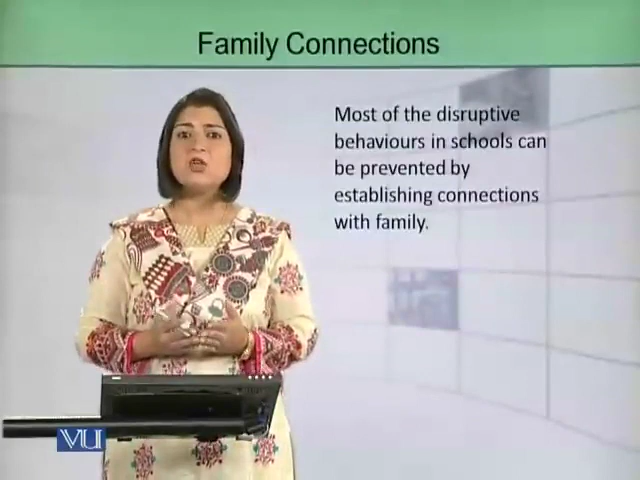 Family Connections
Most of the disruptive
behaviours in schools can
be prevented by
establishing connections
with family.
VU